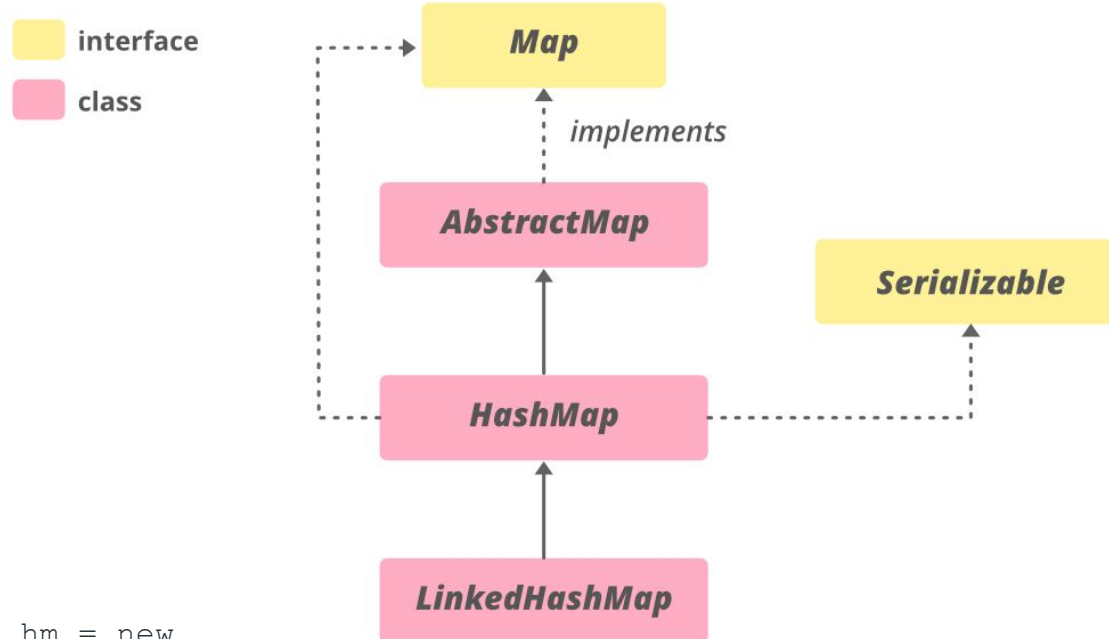 interface
class
Map
implements
AbstractMap
Serializable
HashMap
LinkedHashMap
hm = new